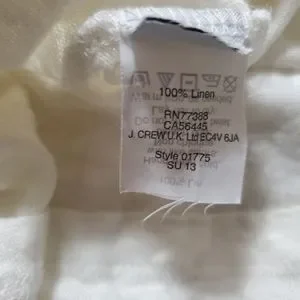 100% Linen
RN77388
CA56445
J. CREW U.K. Ltd EC4V 6JA
Style 01775
SU 13